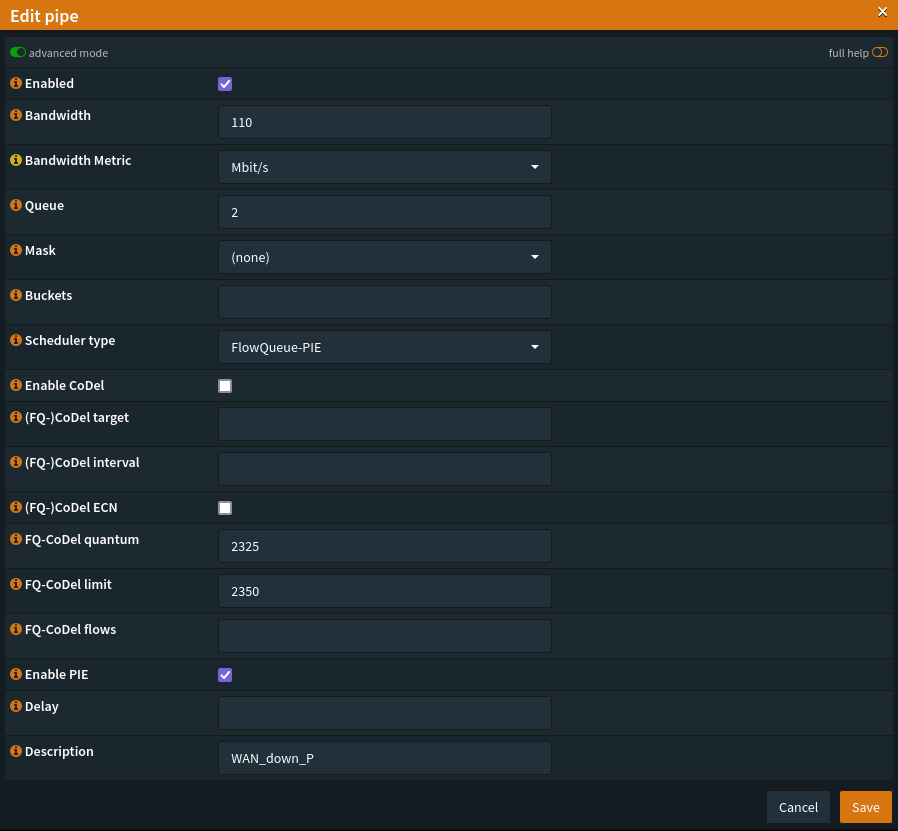 Edit pipe
advanced mode
full help
Enabled
Bandwidth
110
Bandwidth Metric
Mbit/s
Queue
2
Mask
(none)
Buckets
Scheduler type
FlowQueue-PIE
Enable CoDel
(FQ-)CoDel target
(FQ-)CoDel interval
(FQ-)CoDel ECN
FQ-CoDel quantum
2325
FQ-CoDel limit
2350
FQ-CoDel flows
Enable PIE
Delay
Description
WAN_down_P
Cancel
Save